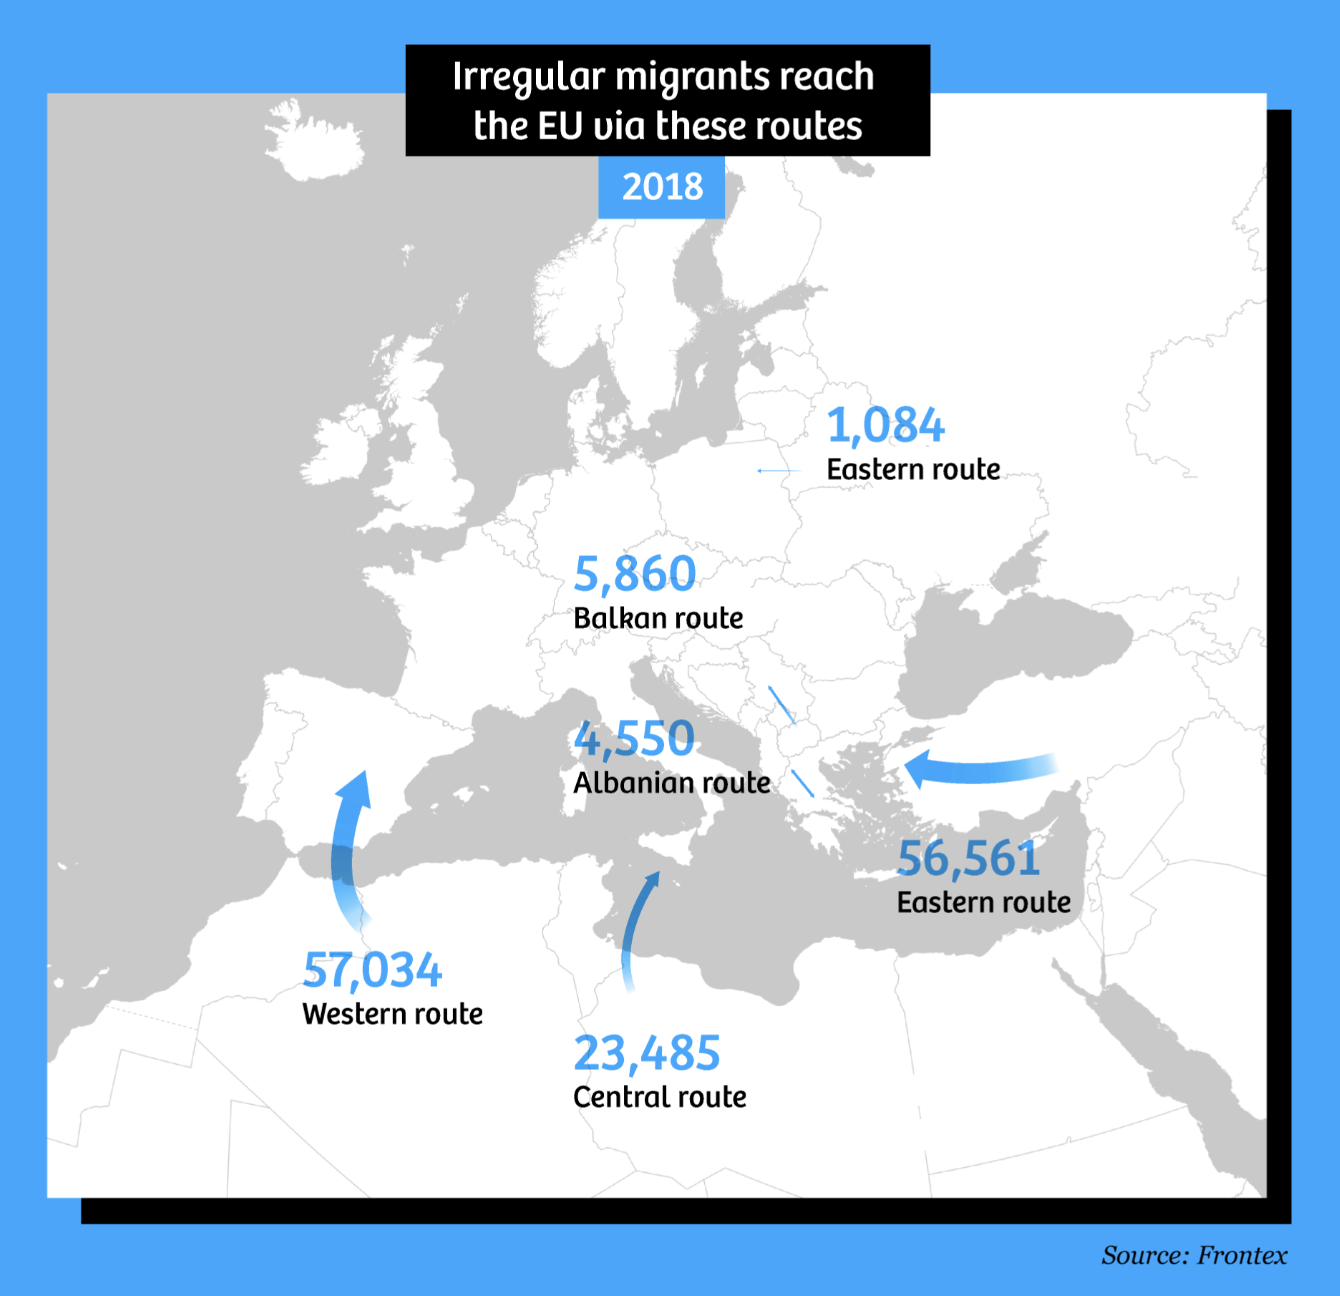 Irregular migrants reach
the EU via these routes
2018
1,084
Eastern route
5,860
Balkan route
4,550
Albanian route
56,561
Eastern route
57,034
Western route
23,485
Central route
Source: Frontex